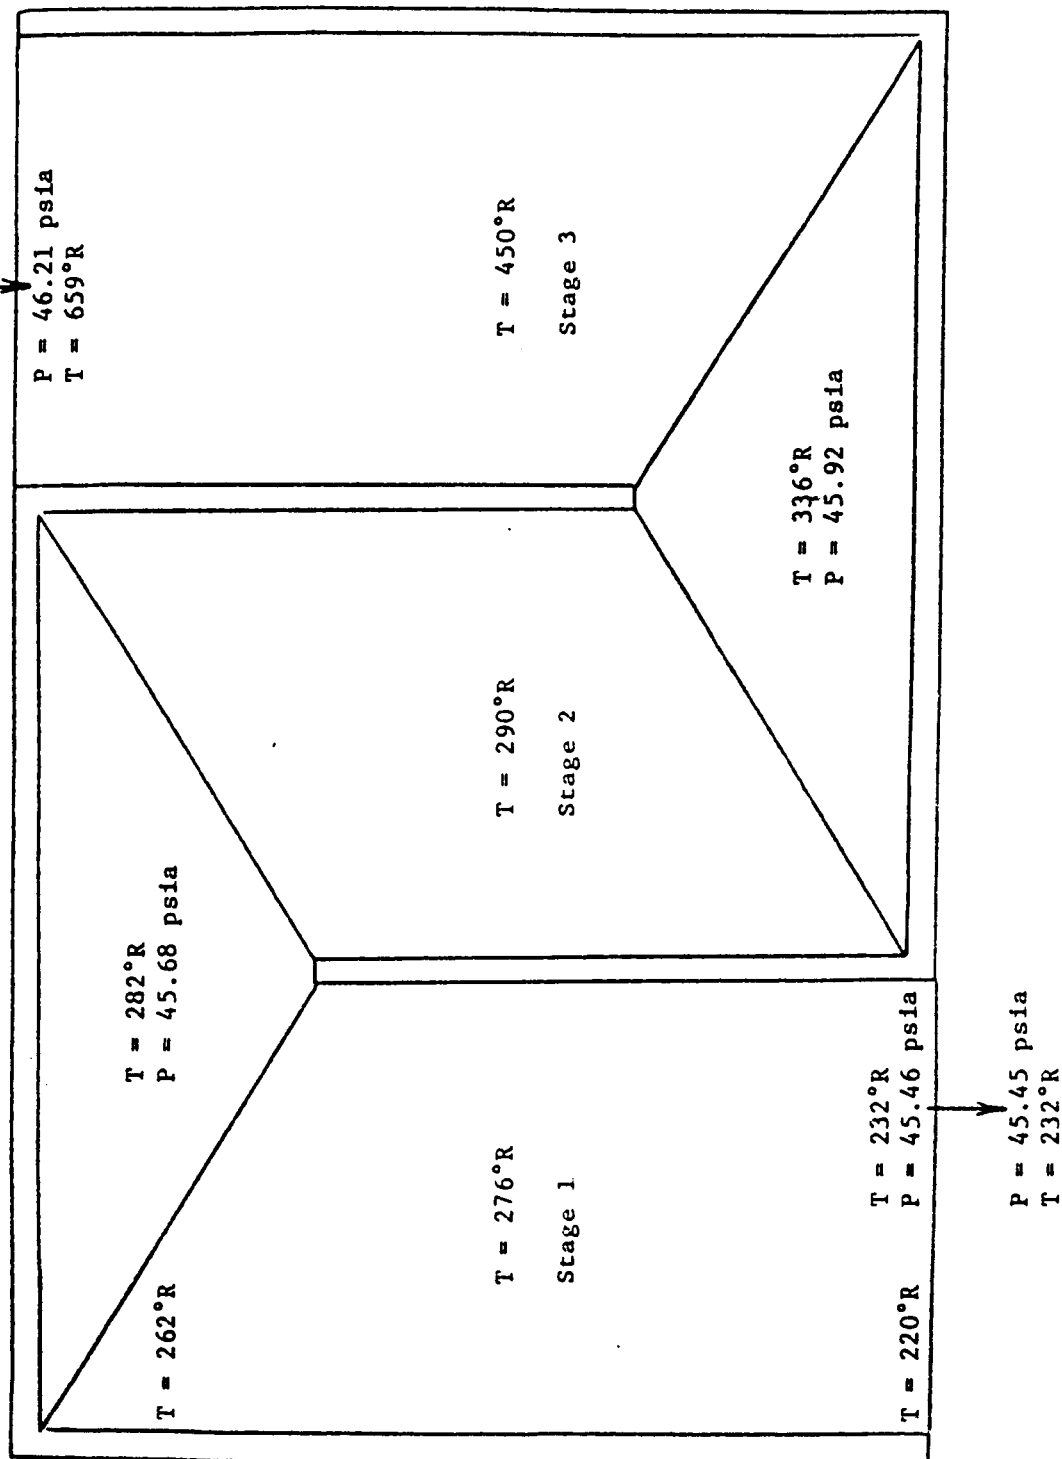 P = 46.21 psia
T = 659°R
T = 450°R
Stage 3
T = 336°R
P = 45.92 psia
T = 290°R
Stage 2
T = 282°R
P = 45.68 psia
T = 262°R
T = 276°R
Stage 1
T = 232°R
P = 45.46 psia
T = 220°R
P = 45.45 psia
T = 232°R